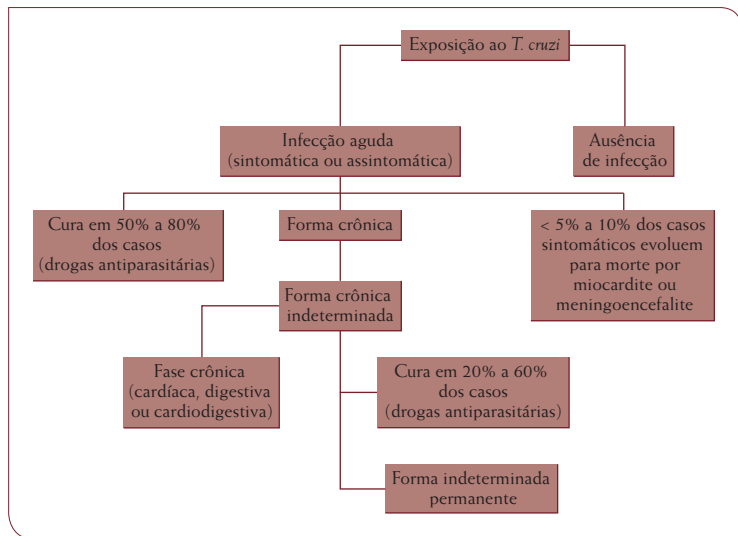 Exposição ao T. cruzi
Infecção aguda
(sintomática ou assintomática)
Ausência
de infecção
Cura em 50% a 80%
dos casos
(drogas antiparasitárias)
Forma crônica
< 5% a 10% dos casos
sintomáticos evoluem
para morte por
miocardite ou
meningoencefalite
Forma crônica
indeterminada
Fase crônica
(cardíaca, digestiva
ou cardiodigestiva)
Cura em 20% a 60%
dos casos
(drogas antiparasitárias)
Forma indeterminada
permanente